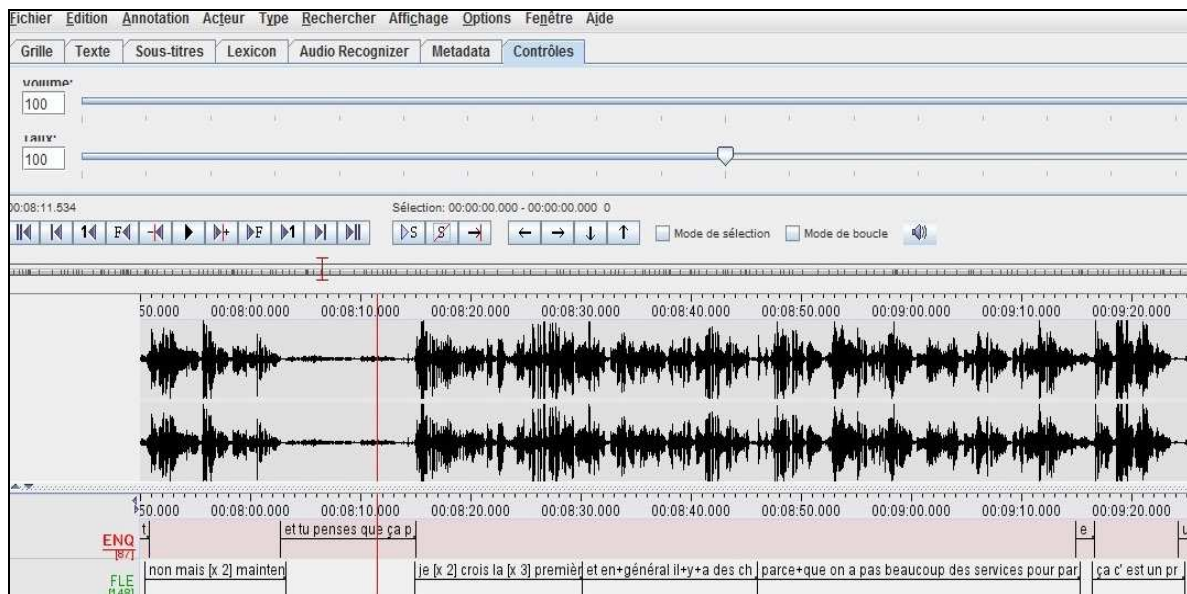 Fichier Edition Annotation Acteur Type Rechercher Affichage Options Fenêtre Aide
Grille Texte Sous-titres Lexicon Audio Recognizer Metadata Contrôles
Volume:
100
Taux:
100
00:08:11.534 Sélection: 00:00:00.000 - 00:00:00.000 0
1 F - + F 1 S S Mode de sélection Mode de boucle
50.000 00:08:00.000 00:08:10.000 00:08:20.000 00:08:30.000 00:08:40.000 00:08:50.000 00:09:00.000 00:09:10.000 00:09:20.000
50.000 00:08:00.000 00:08:10.000 00:08:20.000 00:08:30.000 00:08:40.000 00:08:50.000 00:09:00.000 00:09:10.000 00:09:20.000
ENQ t et tu penses que ça p e u
[87]
FLE non mais [x 2] mainten je [x 2] crois la [x 3] premièr et en+général il+y+a des ch parce+que on a pas beaucoup des services pour par ça c' est un pr
[148]